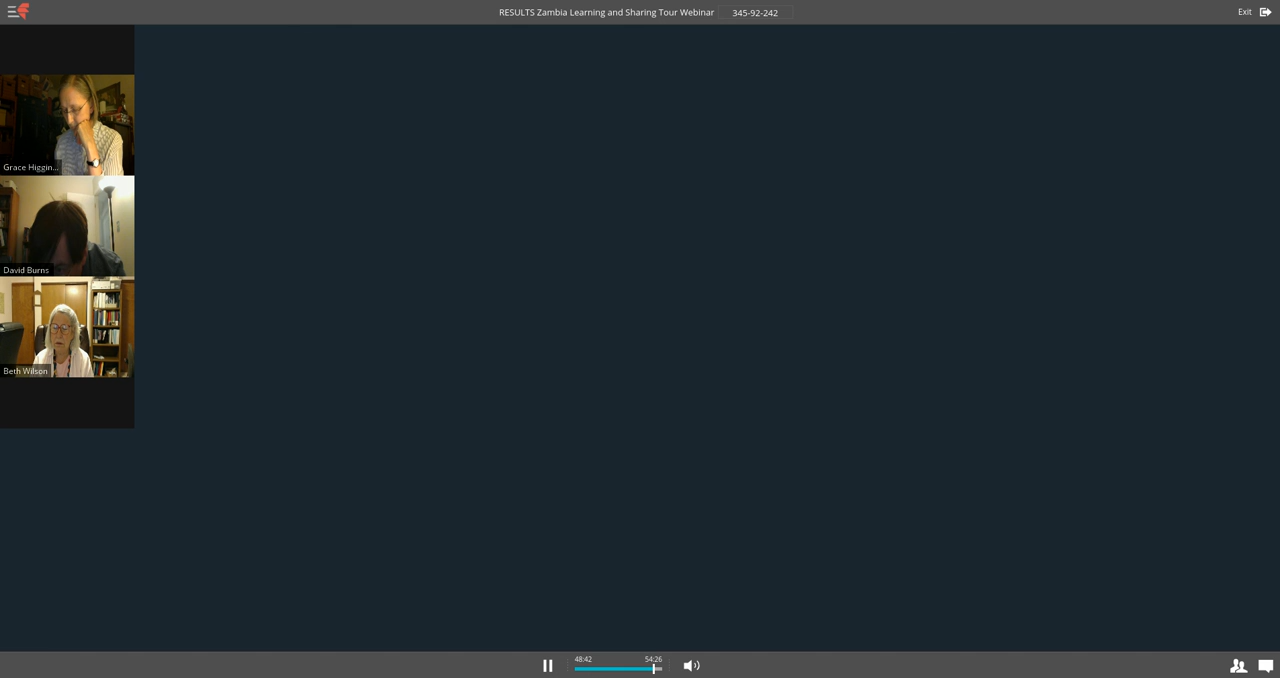 RESULTS Zambia Learning and Sharing Tour Webinar 345-92-242
Exit
Grace Higgin...
David Burns
Beth Wilson
48:42 54:26